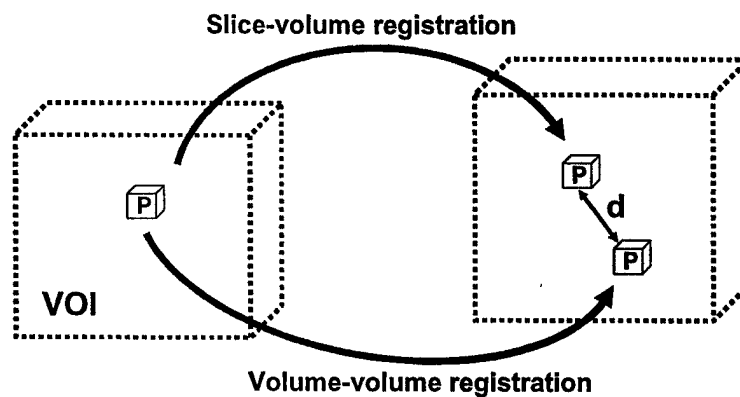 Slice-volume registration
P
P
d
P
VOI
Volume-volume registration